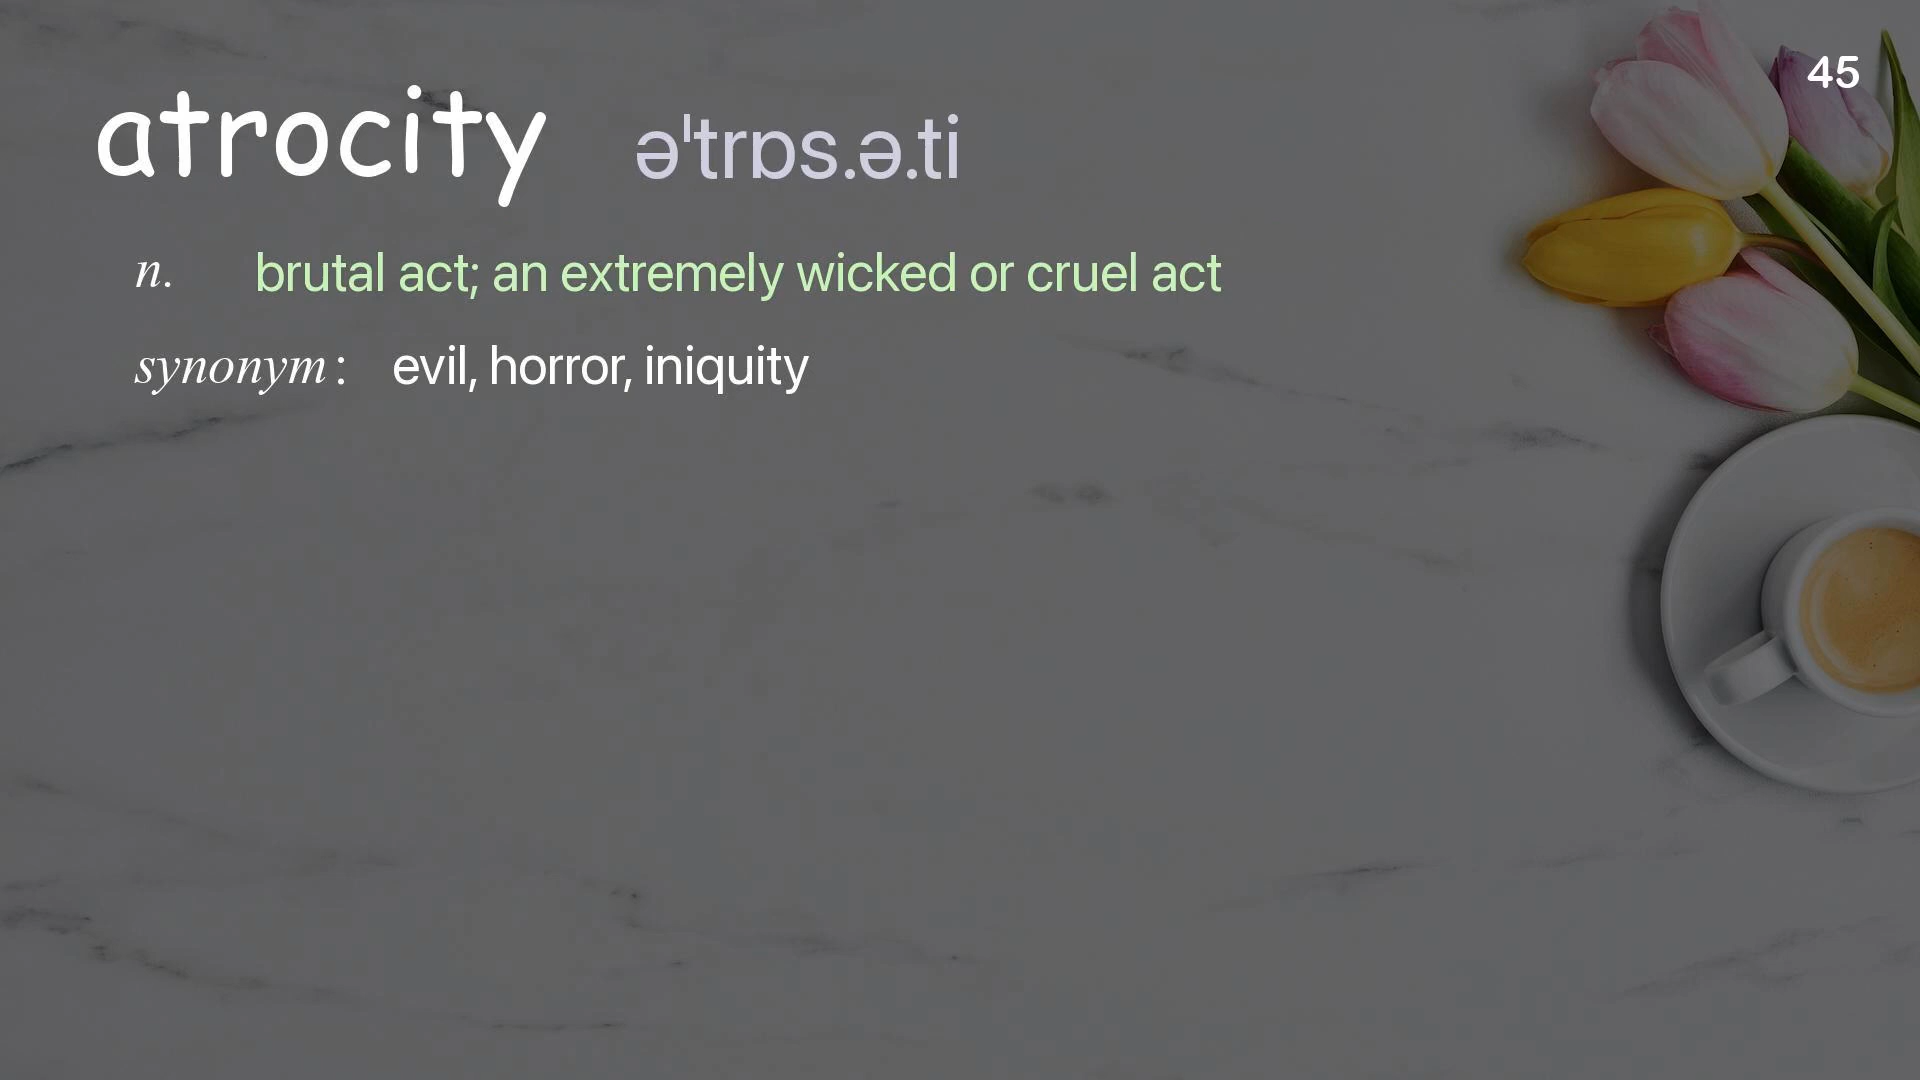 45
atrocity əˈtrɒs.ə.ti
n. brutal act; an extremely wicked or cruel act
synonym : evil, horror, iniquity